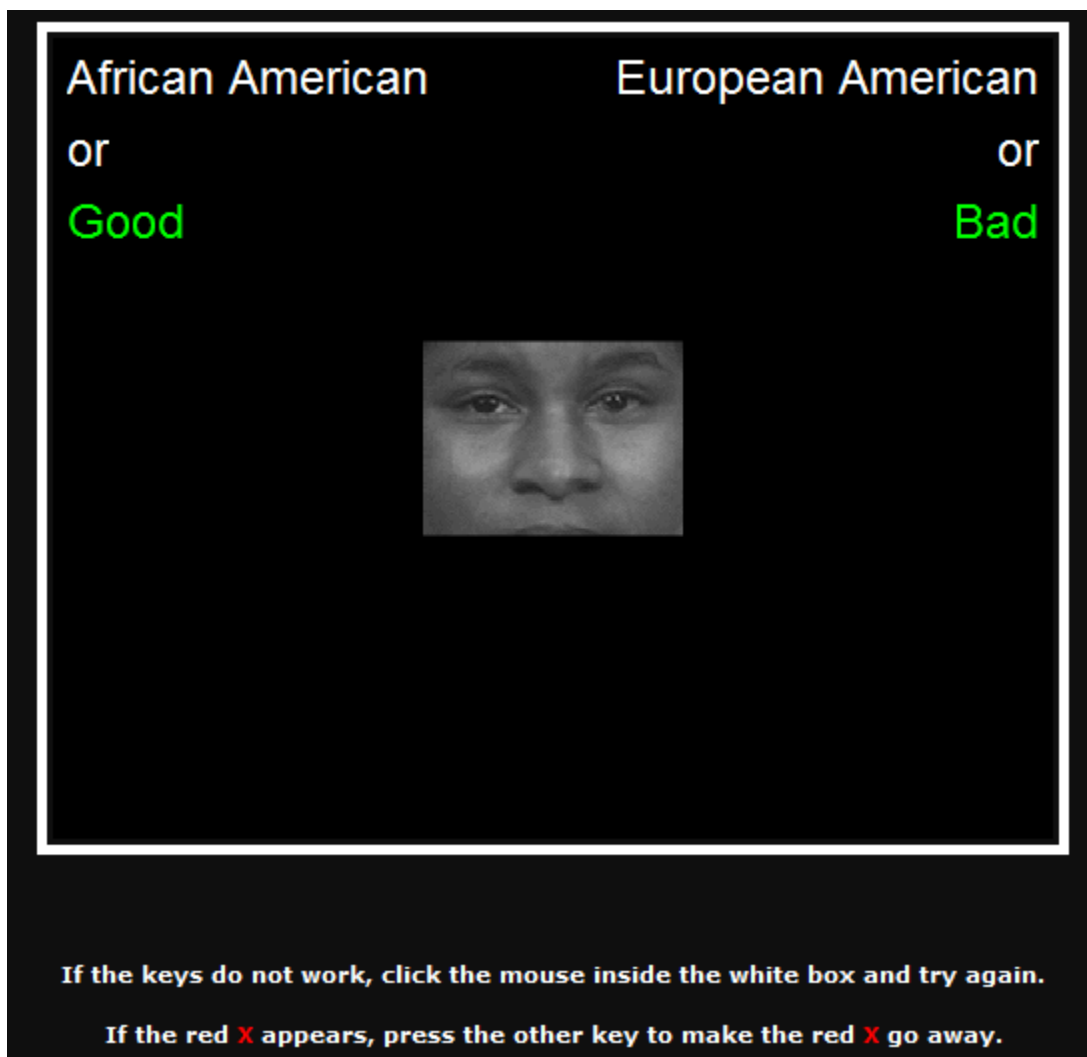 African American European American
or or
Good Bad
If the keys do not work, click the mouse inside the white box and try again.
If the red X appears, press the other key to make the red X go away.